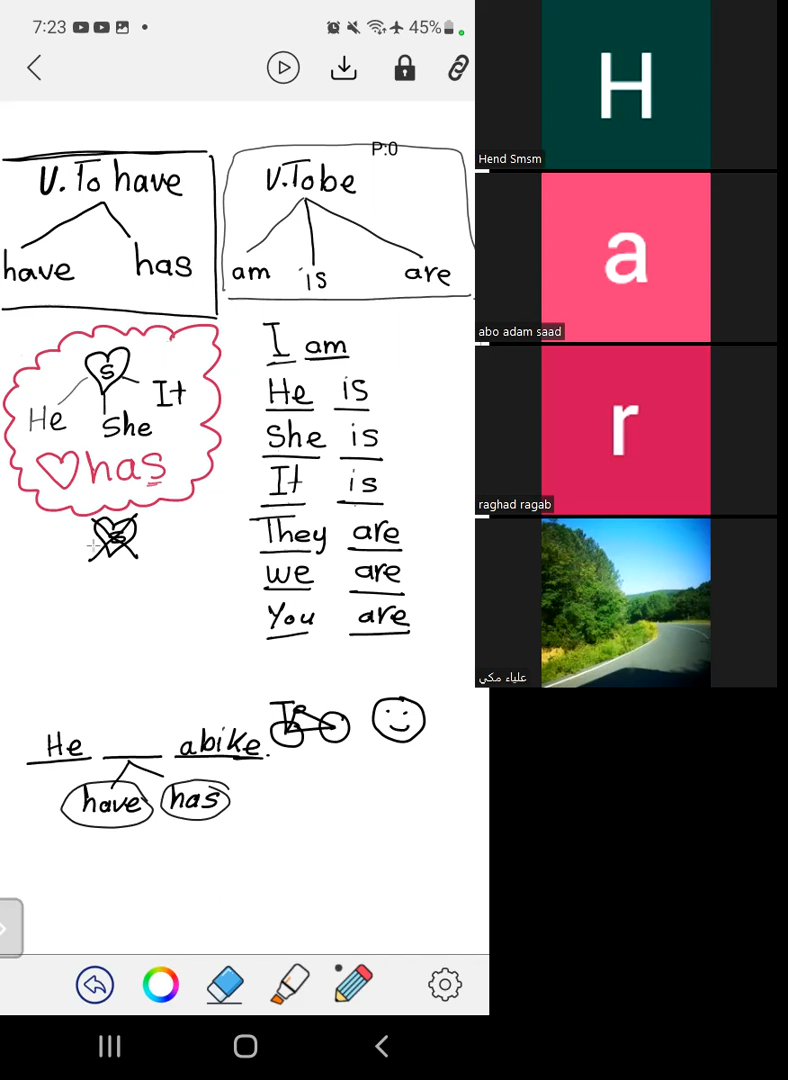 7:23
45%
P:0
V. To have
have has
V. Tobe
am is are
S
He She It
has
S
I am
He is
She is
It is
They are
we are
You are
He ___ abike.
have has
H
Hend Smsm
a
abo adam saad
r
raghad ragab
علياء مكي